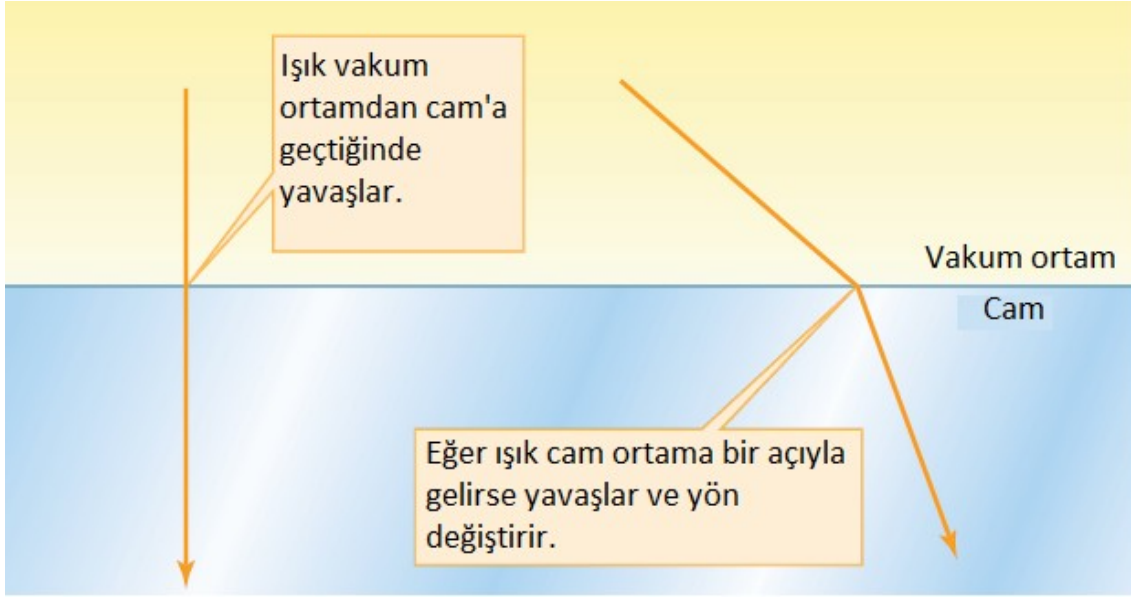 Işık vakum
ortamdan cam'a
geçtiğinde
yavaşlar.
Vakum ortam
Cam
Eğer ışık cam ortama bir açıyla
gelirse yavaşlar ve yön
değiştirir.